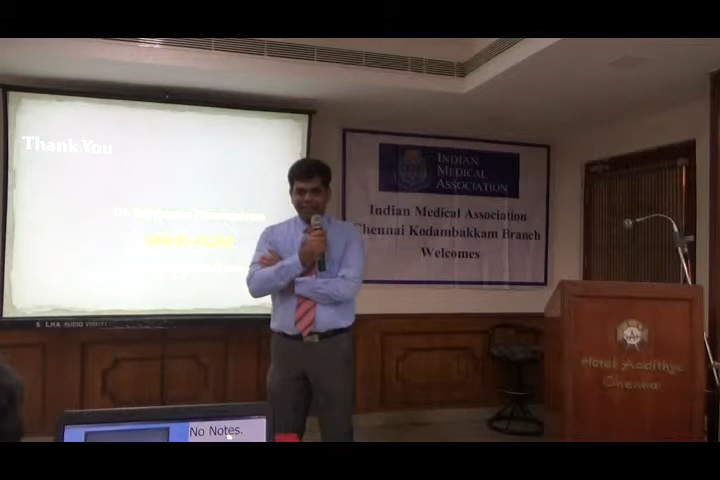 Thank You
INDIAN
MEDICAL
ASSOCIATION
Indian Medical Association
Chennai Kodambakkam Branch
Welcomes
Hotel Aadithya
Chennai
No Notes.